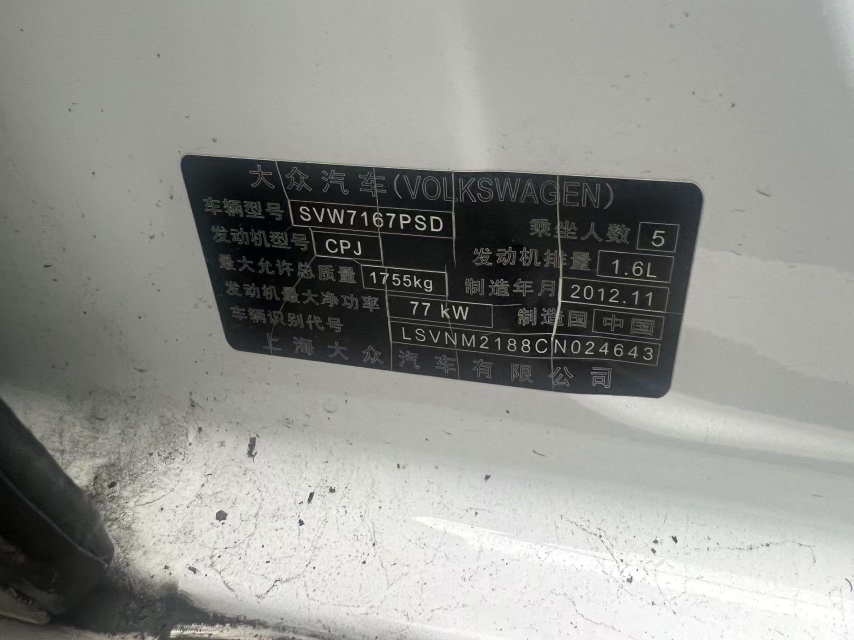 大众汽车(VOLKSWAGEN)
车辆型号 SVW7167PSD 乘坐人数 5
发动机型号 CPJ 发动机排量 1.6L
最大允许总质量 1755kg 制造年月 2012.11
发动机最大净功率 77 kW 制造国 中国
车辆识别代号 LSVNM2188CN024643
上海大众汽车有限公司